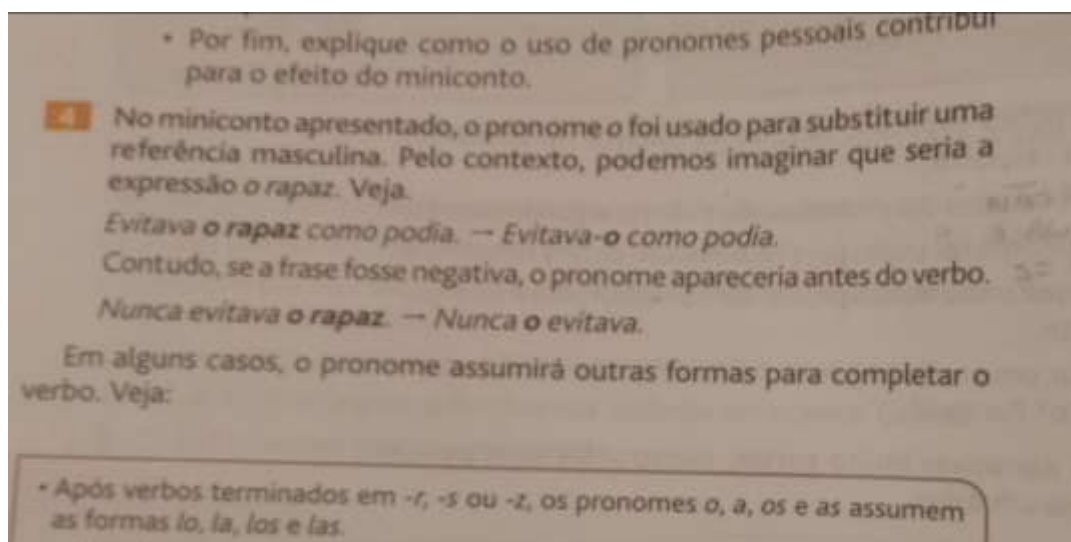 • Por fim, explique como o uso de pronomes pessoais contribui
para o efeito do miniconto.
4 No miniconto apresentado, o pronome o foi usado para substituir uma
referência masculina. Pelo contexto, podemos imaginar que seria a
expressão o rapaz. Veja.
Evitava o rapaz como podia. → Evitava-o como podia.
Contudo, se a frase fosse negativa, o pronome apareceria antes do verbo.
Nunca evitava o rapaz. → Nunca o evitava.
Em alguns casos, o pronome assumirá outras formas para completar o
verbo. Veja:
• Após verbos terminados em -r, -s ou -z, os pronomes o, a, os e as assumem
as formas lo, la, los e las.